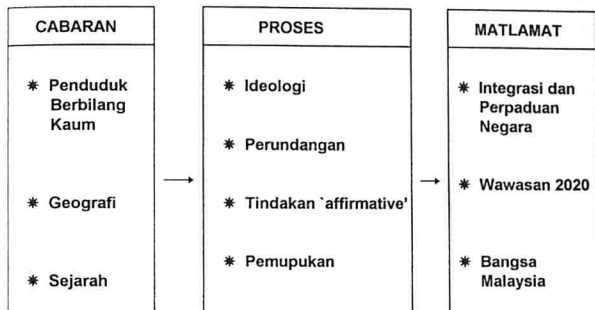 CABARAN
* Penduduk
Berbilang
Kaum
* Geografi
* Sejarah
PROSES
* Ideologi
* Perundangan
* Tindakan `affirmative'
* Pemupukan
MATLAMAT
* Integrasi dan
Perpaduan
Negara
* Wawasan 2020
* Bangsa
Malaysia